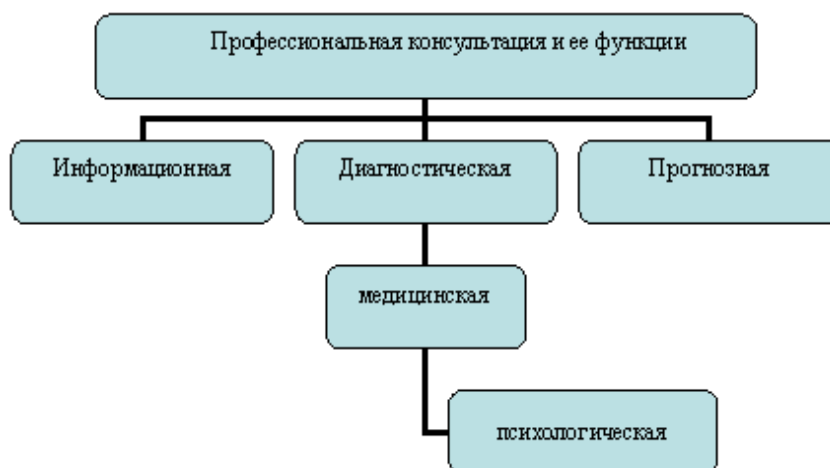 Профессиональная консультация и ее функции
Информационная
Диагностическая
Прогнозная
медицинская
психологическая